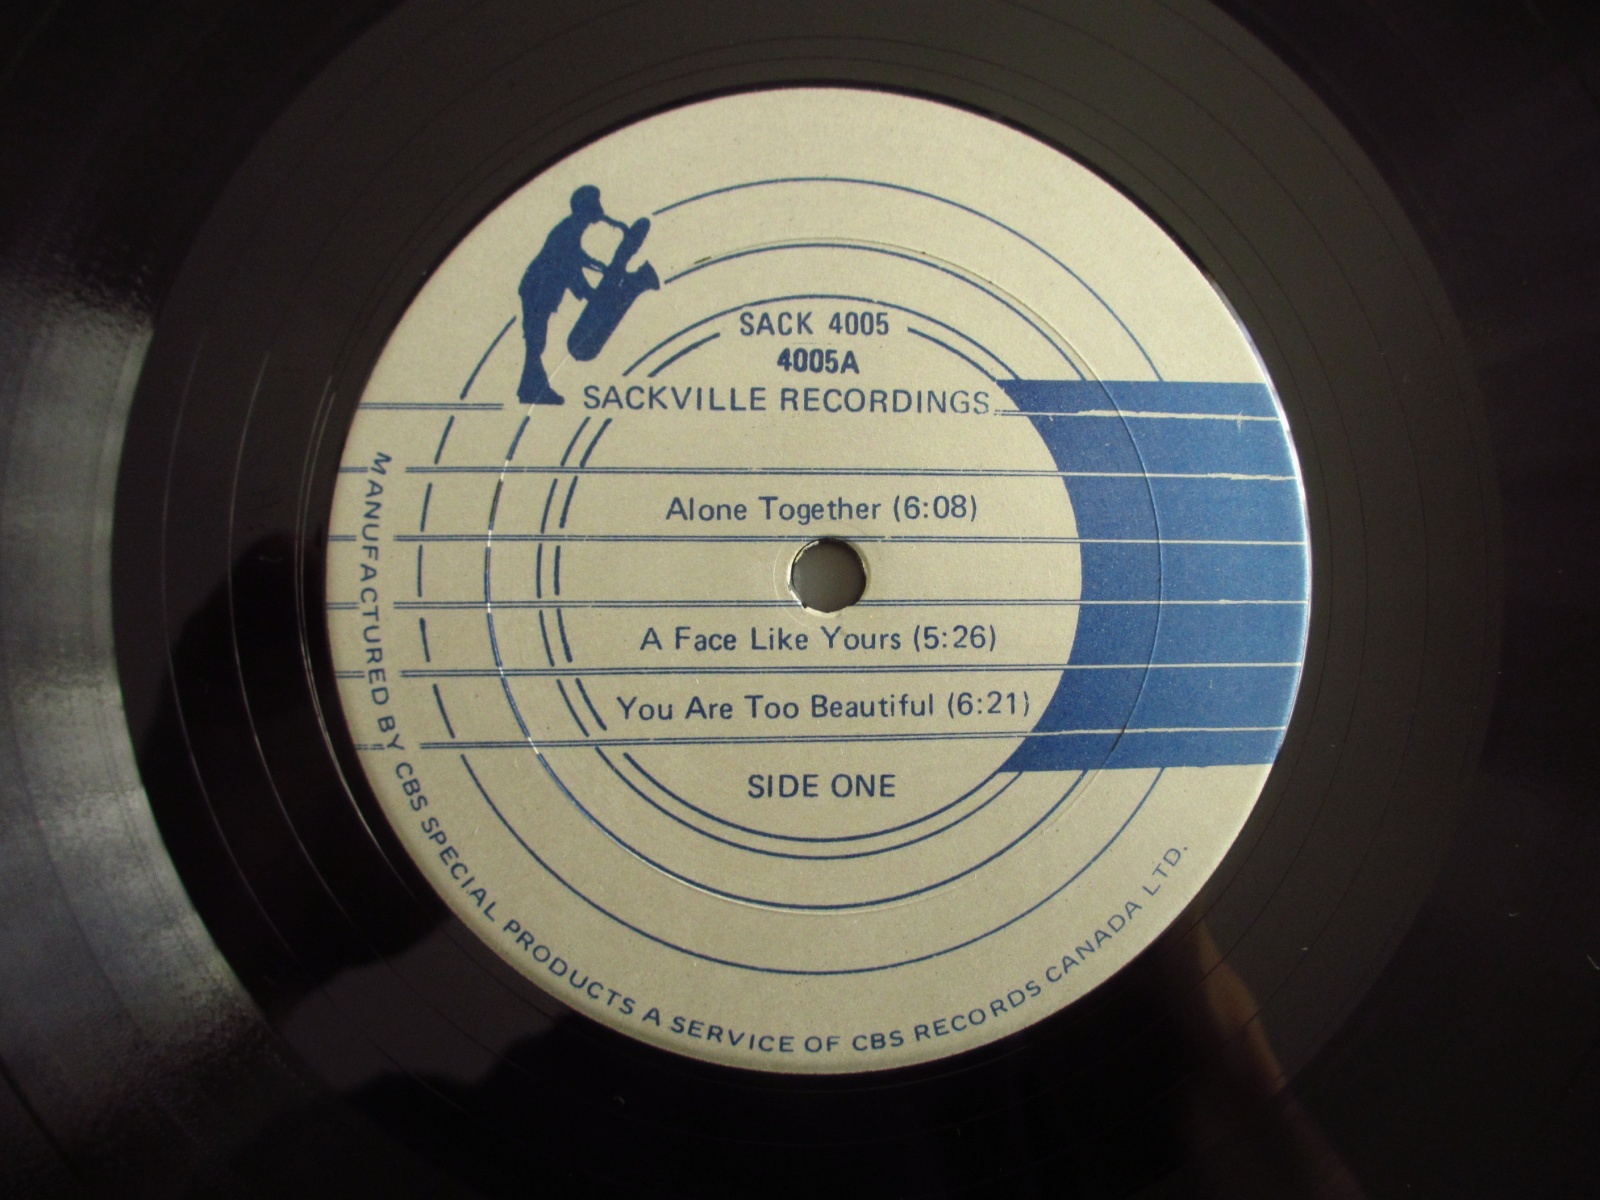 SACK 4005
4005A
SACKVILLE RECORDINGS
Alone Together (6:08)
A Face Like Yours (5:26)
You Are Too Beautiful (6:21)
SIDE ONE
MANUFACTURED BY CBS SPECIAL PRODUCTS A SERVICE OF CBS RECORDS CANADA LTD.